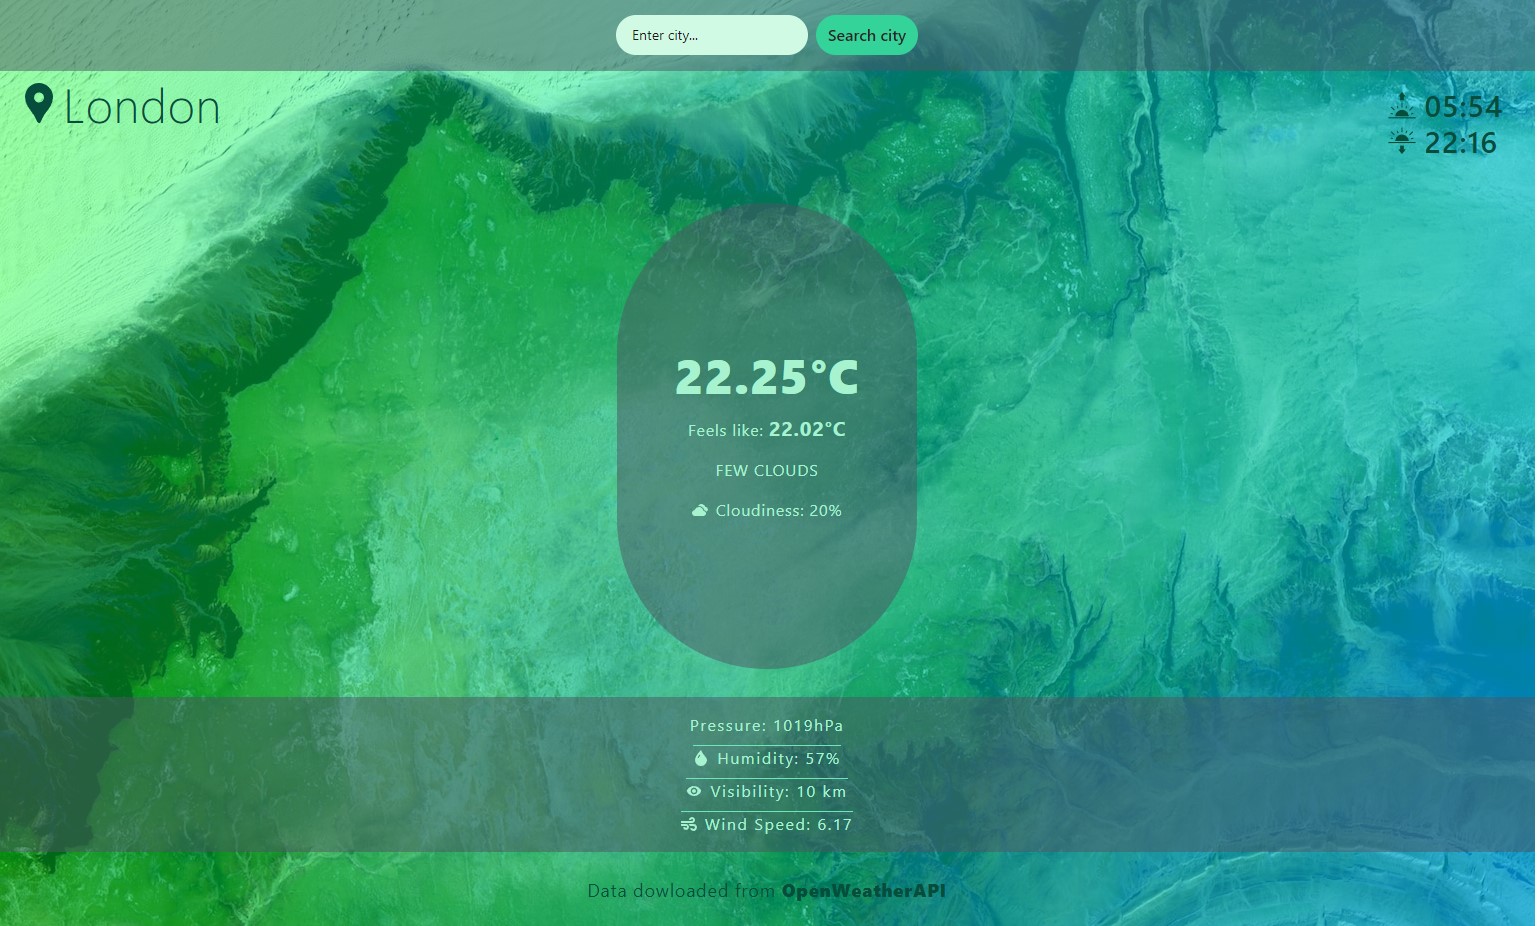 Enter city...
Search city
London
05:54
22:16
22.25°C
Feels like: 22.02°C
FEW CLOUDS
Cloudiness: 20%
Pressure: 1019hPa
Humidity: 57%
Visibility: 10 km
Wind Speed: 6.17
Data dowloaded from OpenWeatherAPI